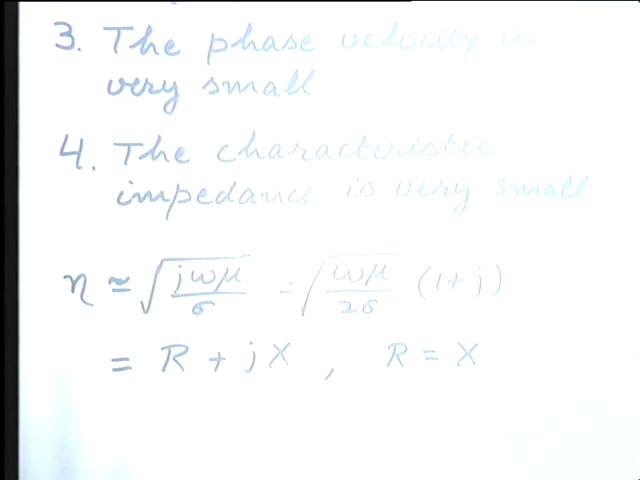 3. The phase velocity is
very small
4. The characteristic
impedance is very small
η ≃ √(jωμ/σ) = √(ωμ/2σ) (1+j)
= R + jX , R = X